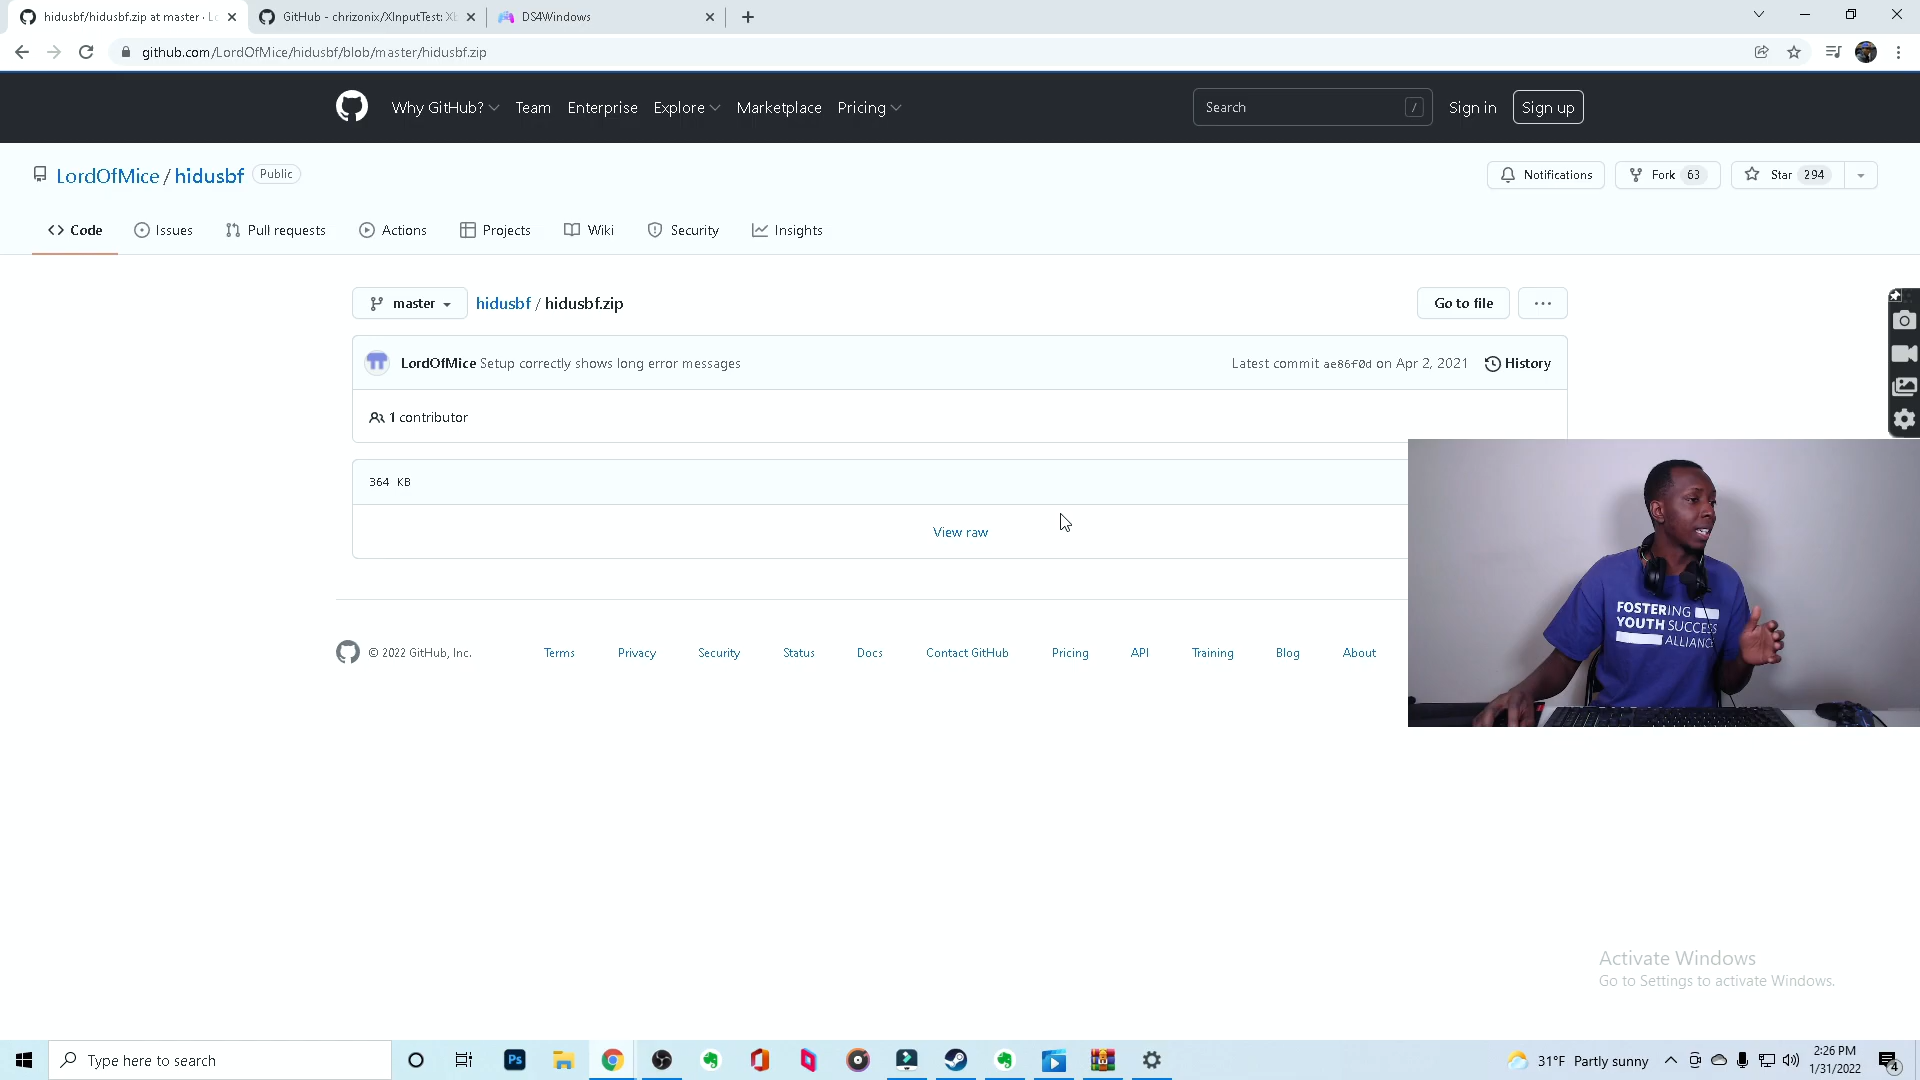 hidusbf/hidusbf.zip at master · Lo
GitHub - chrizonix/XInputTest: Xb
DS4Windows
github.com/LordOfMice/hidusbf/blob/master/hidusbf.zip
Why GitHub? Team Enterprise Explore Marketplace Pricing
Search /
Sign in
Sign up
LordOfMice / hidusbf Public
Notifications
Fork 63
Star 294
Code
Issues
Pull requests
Actions
Projects
Wiki
Security
Insights
master
hidusbf / hidusbf.zip
Go to file
LordOfMice Setup correctly shows long error messages
Latest commit ae86f0d on Apr 2, 2021
History
1 contributor
364 KB
View raw
FOSTERING
YOUTH SUCCESS
ALLIANCE
© 2022 GitHub, Inc.
Terms
Privacy
Security
Status
Docs
Contact GitHub
Pricing
API
Training
Blog
About
Activate Windows
Go to Settings to activate Windows.
Type here to search
Ps
31°F Partly sunny
2:26 PM
1/31/2022
4